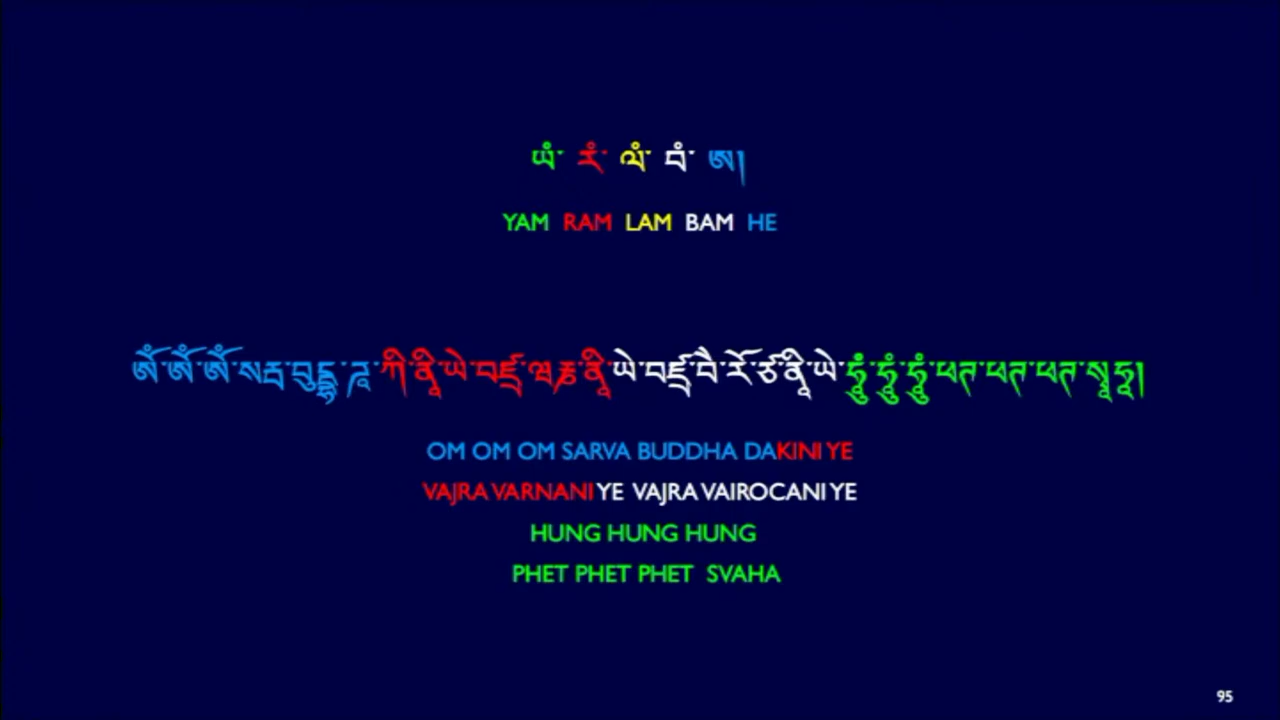 ཡཾ་ རཾ་ ལཾ་ བཾ་ ཨ།
YAM RAM LAM BAM HE
ཨོཾ་ཨོཾ་ཨོཾ་སརྦ་བུདྡྷ་ཌཱ་ཀི་ནཱི་ཡེ་བཛྲ་ཝརྞ་ནཱི་ཡེ་བཛྲ་བཻ་རོ་ཙ་ནཱི་ཡེ་ཧཱུྃ་ཧཱུྃ་ཧཱུྃ་ཕཊ་ཕཊ་ཕཊ་སྭཱ་ཧཱ།
OM OM OM SARVA BUDDHA DAKINI YE
VAJRA VARNANI YE VAJRA VAIROCANI YE
HUNG HUNG HUNG
PHET PHET PHET SVAHA
95